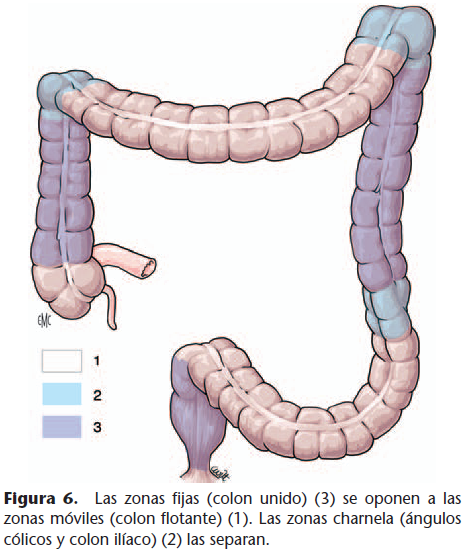 EMC
1
2
3
Figura 6. Las zonas fijas (colon unido) (3) se oponen a las
zonas móviles (colon flotante) (1). Las zonas charnela (ángulos
cólicos y colon ilíaco) (2) las separan.